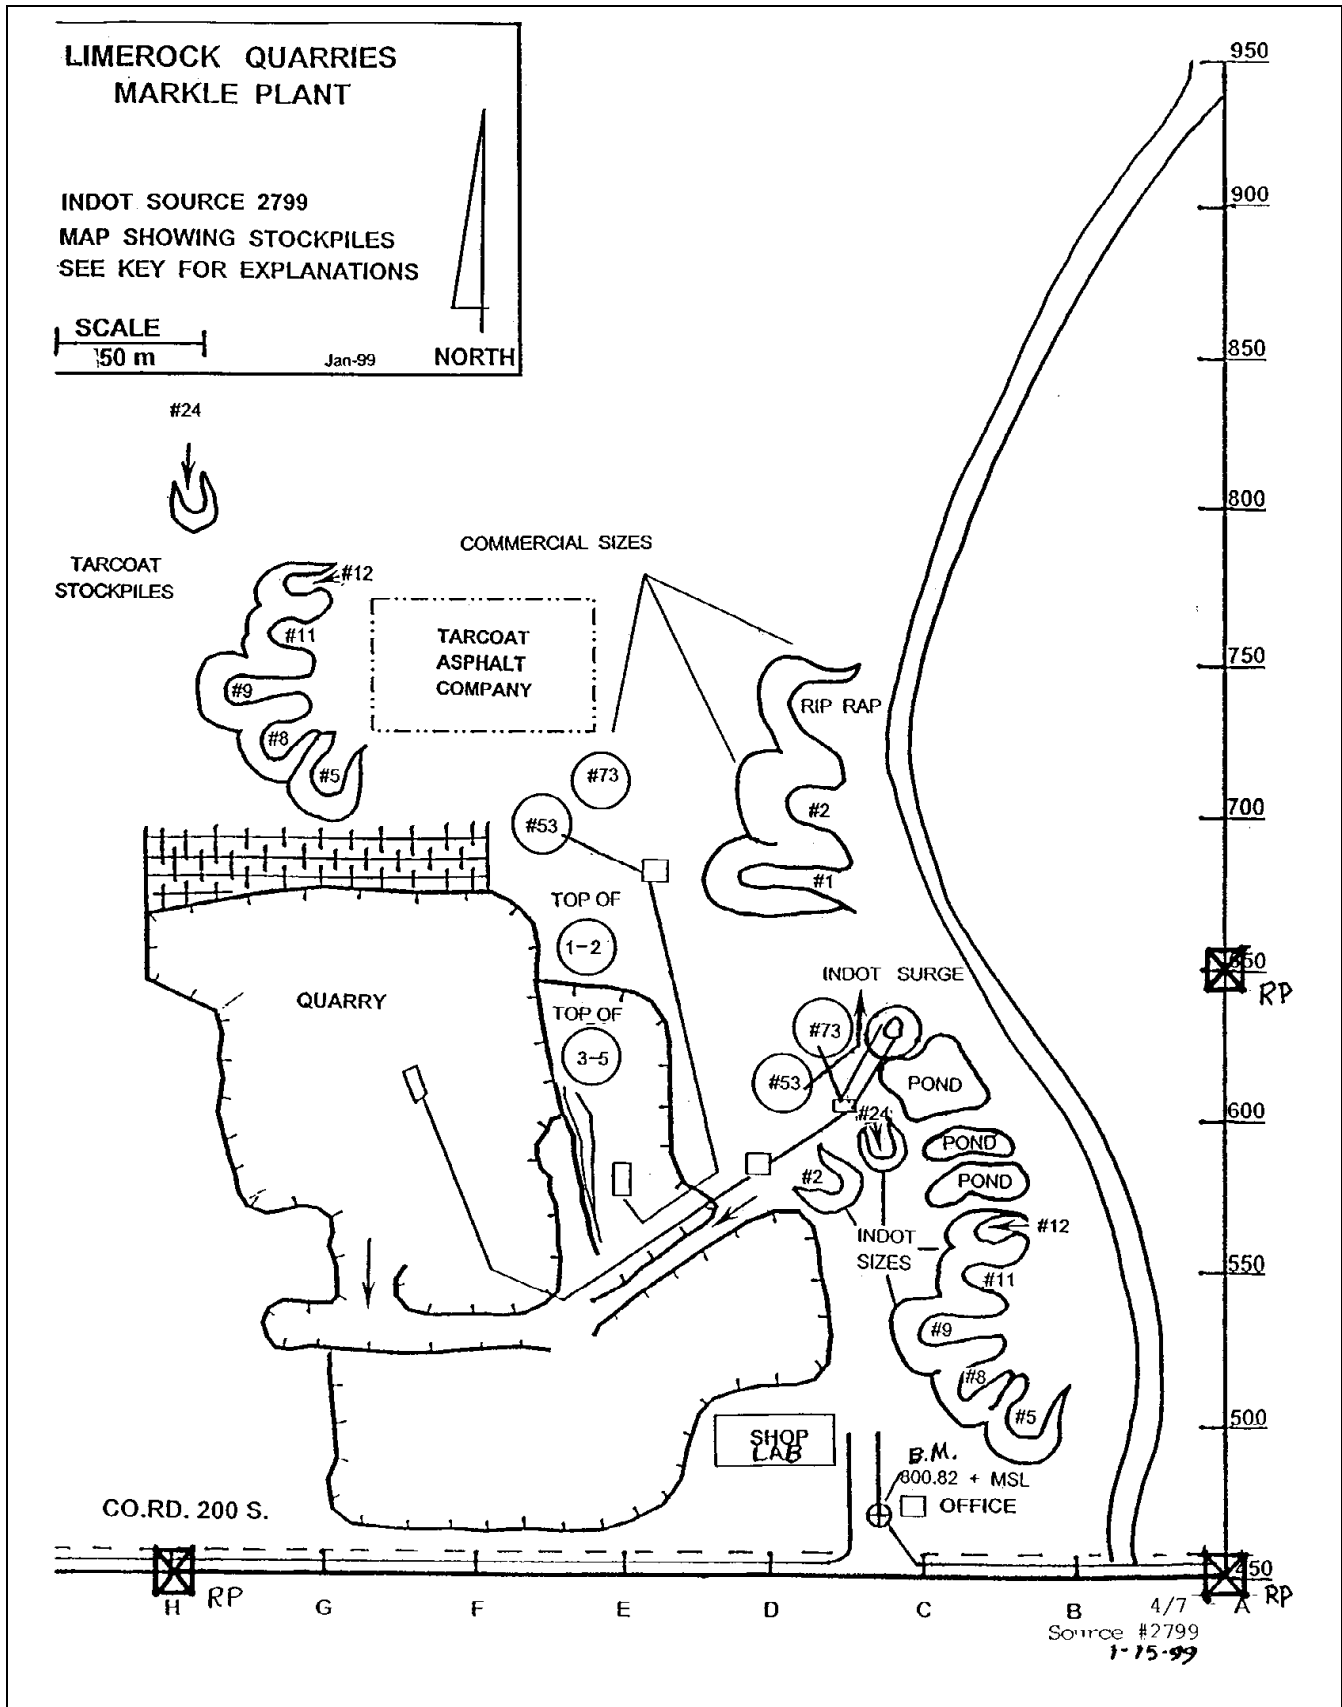 LIMEROCK QUARRIES
MARKLE PLANT
INDOT SOURCE 2799
MAP SHOWING STOCKPILES
SEE KEY FOR EXPLANATIONS
SCALE
50 m
Jan-99
NORTH
950
900
850
800
750
700
650
RP
600
550
500
450
RP
#24
TARCOAT
STOCKPILES
#12
#11
#9
#8
#5
COMMERCIAL SIZES
TARCOAT
ASPHALT
COMPANY
RIP RAP
#2
#1
#73
#53
TOP OF
1-2
TOP OF
3-5
QUARRY
INDOT SURGE
#73
#53
POND
#24
POND
POND
#2
INDOT
SIZES
#12
#11
#9
#8
#5
SHOP
LAB
B.M.
800.82 + MSL
OFFICE
CO.RD. 200 S.
H RP G F E D C B A
4/7
Source #2799
1-15-99